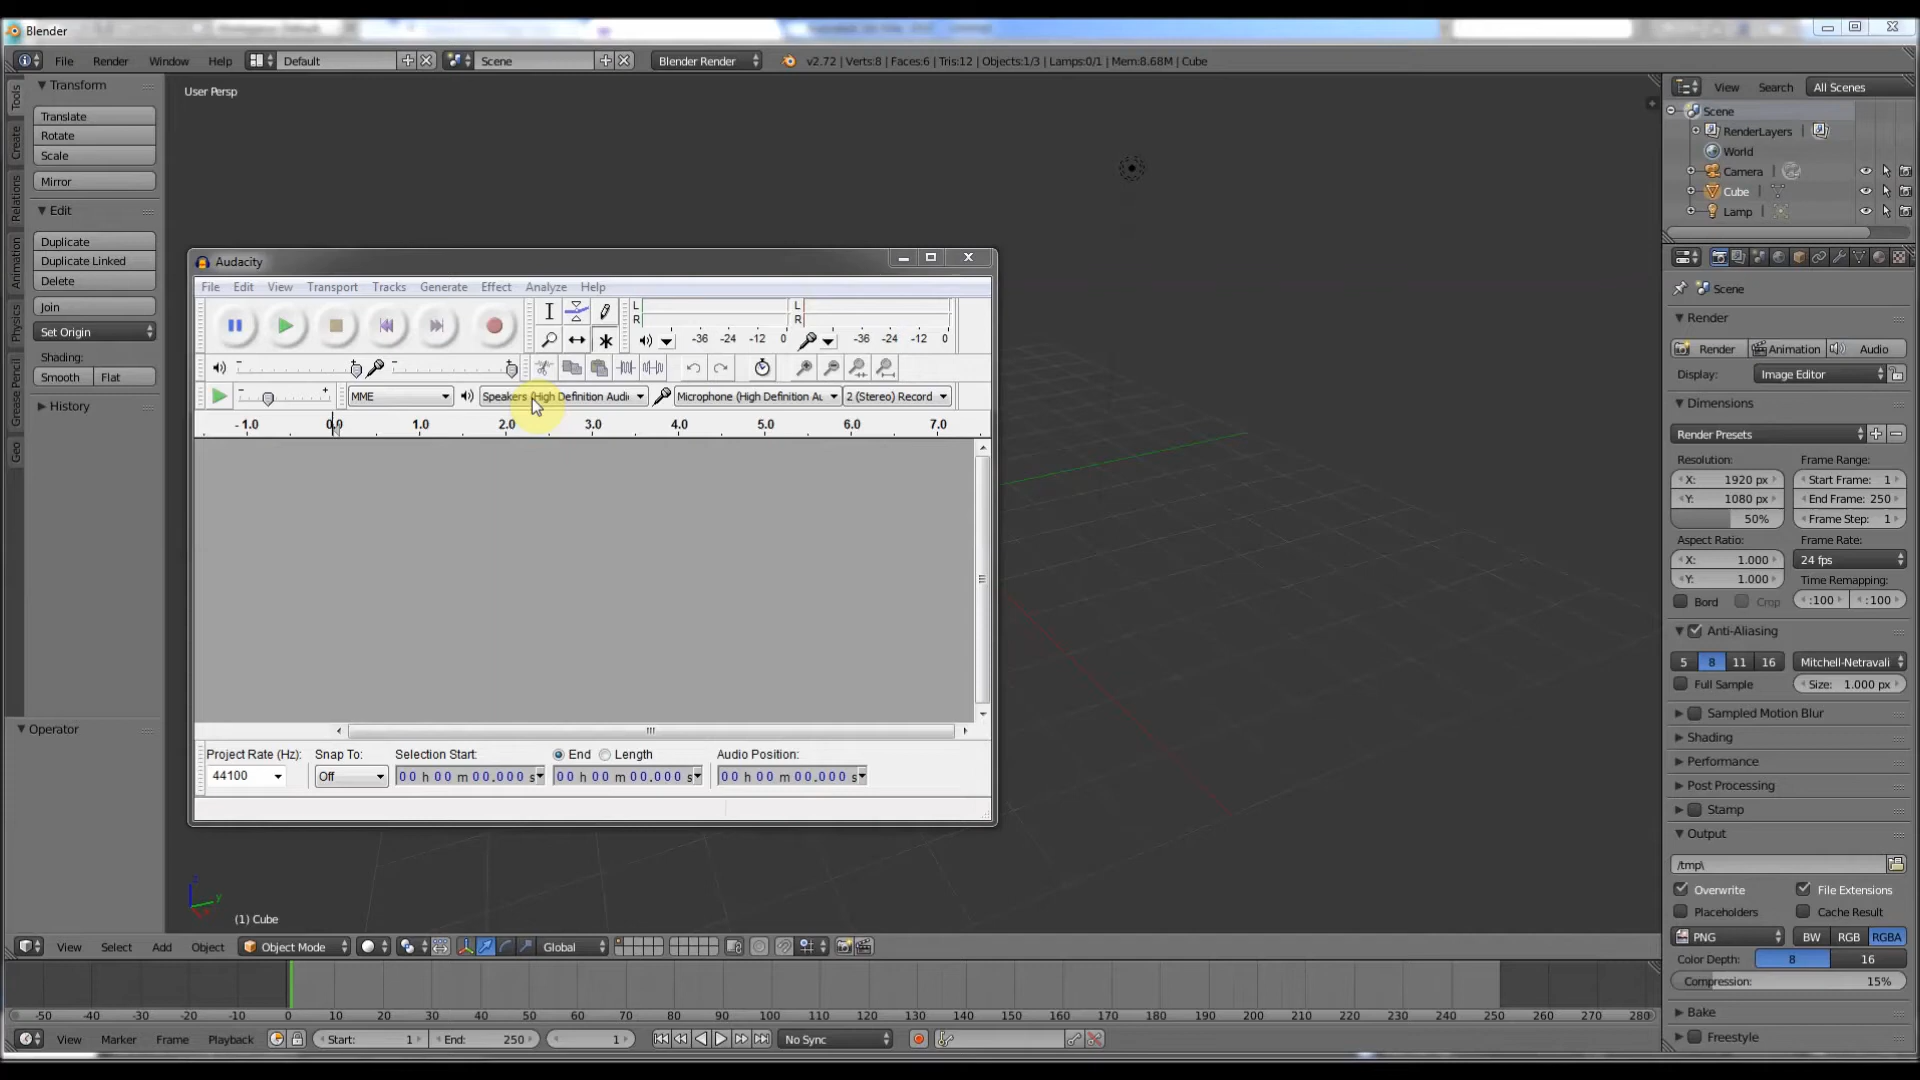 Blender
File Render Window Help Default Scene Blender Render v2.72 | Verts:8 | Faces:6 | Tris:12 | Objects:1/3 | Lamps:0/1 | Mem:8.68M | Cube
Tools
Create
Relations
Animation
Physics
Grease Pencil
Geo
Transform
Translate
Rotate
Scale
Mirror
Edit
Duplicate
Duplicate Linked
Delete
Join
Set Origin
Shading:
Smooth Flat
History
Operator
User Persp
Audacity
File Edit View Transport Tracks Generate Effect Analyze Help
L
R
-36 -24 -12 0
L
R
-36 -24 -12 0
MME Speakers (High Definition Audi Microphone (High Definition Au 2 (Stereo) Record
- 1.0 0.0 1.0 2.0 3.0 4.0 5.0 6.0 7.0
Project Rate (Hz): Snap To: Selection Start: End Length Audio Position:
44100 Off 00 h 00 m 00.000 s 00 h 00 m 00.000 s 00 h 00 m 00.000 s
z
y
(1) Cube
View Select Add Object Object Mode Global
-50 -40 -30 -20 -10 0 10 20 30 40 50 60 70 80 90 100 110 120 130 140 150 160 170 180 190 200 210 220 230 240 250 260 270 280
View Marker Frame Playback Start: 1 End: 250 1 No Sync
View Search All Scenes
Scene
RenderLayers
World
Camera
Cube
Lamp
Scene
Render
Render Animation Audio
Display: Image Editor
Dimensions
Render Presets
Resolution: Frame Range:
X: 1920 px Start Frame: 1
Y: 1080 px End Frame: 250
50% Frame Step: 1
Aspect Ratio: Frame Rate:
X: 1.000 24 fps
Y: 1.000 Time Remapping:
Bord Crop :100 :100
Anti-Aliasing
5 8 11 16 Mitchell-Netravali
Full Sample Size: 1.000 px
Sampled Motion Blur
Shading
Performance
Post Processing
Stamp
Output
/tmp\
Overwrite File Extensions
Placeholders Cache Result
PNG BW RGB RGBA
Color Depth: 8 16
Compression: 15%
Bake
Freestyle